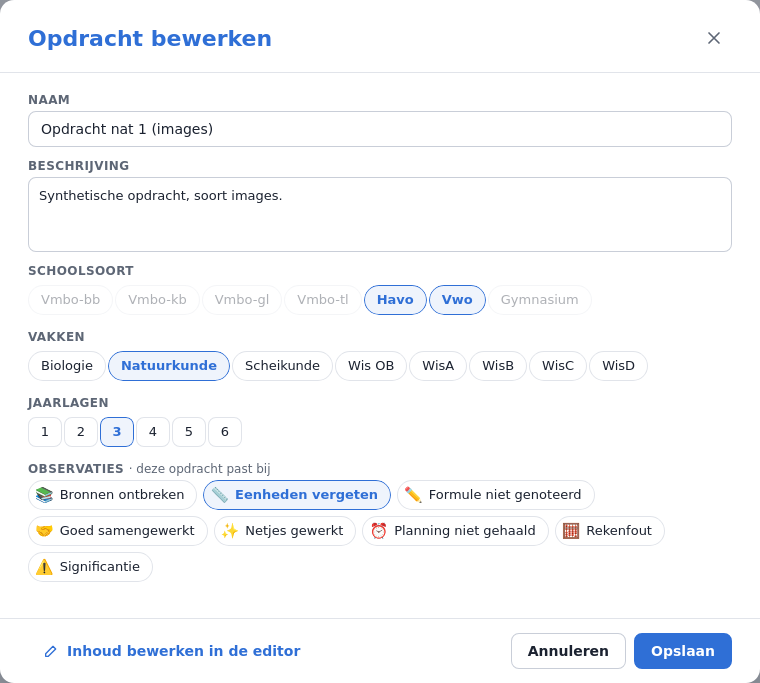 Opdracht bewerken
NAAM
Opdracht nat 1 (images)
BESCHRIJVING
Synthetische opdracht, soort images.
SCHOOLSOORT
Vmbo-bb Vmbo-kb Vmbo-gl Vmbo-tl Havo Vwo Gymnasium
VAKKEN
Biologie Natuurkunde Scheikunde Wis OB WisA WisB WisC WisD
JAARLAGEN
1 2 3 4 5 6
OBSERVATIES · deze opdracht past bij
Bronnen ontbreken Eenheden vergeten Formule niet genoteerd
Goed samengewerkt Netjes gewerkt Planning niet gehaald Rekenfout
Significantie
Inhoud bewerken in de editor Annuleren Opslaan